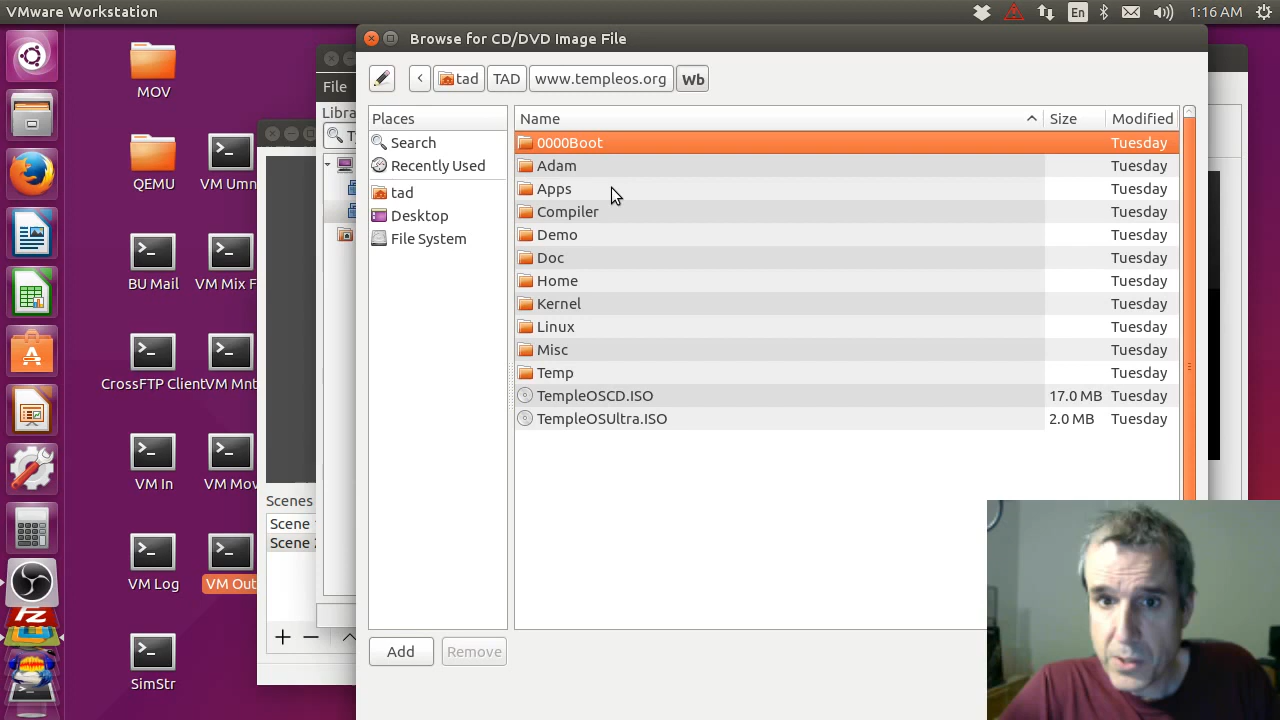 VMware Workstation
En
1:16 AM
Browse for CD/DVD Image File
tad
TAD
www.templeos.org
Wb
MOV
QEMU
VM Umn
BU Mail
VM Mix F
CrossFTP Client
VM Mnt
VM In
VM Mov
VM Log
VM Out
SimStr
File
Libra
Ty
Scenes
Scene
Scene 2
Places
Search
Recently Used
tad
Desktop
File System
Name
Size
Modified
0000Boot
Tuesday
Adam
Tuesday
Apps
Tuesday
Compiler
Tuesday
Demo
Tuesday
Doc
Tuesday
Home
Tuesday
Kernel
Tuesday
Linux
Tuesday
Misc
Tuesday
Temp
Tuesday
TempleOSCD.ISO
17.0 MB
Tuesday
TempleOSUltra.ISO
2.0 MB
Tuesday
Add
Remove